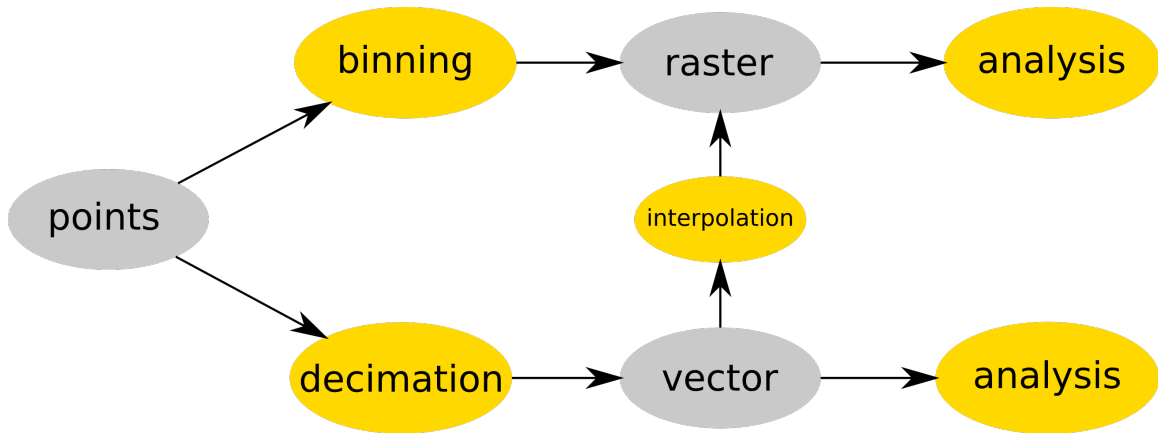 binning
raster
analysis
points
interpolation
decimation
vector
analysis